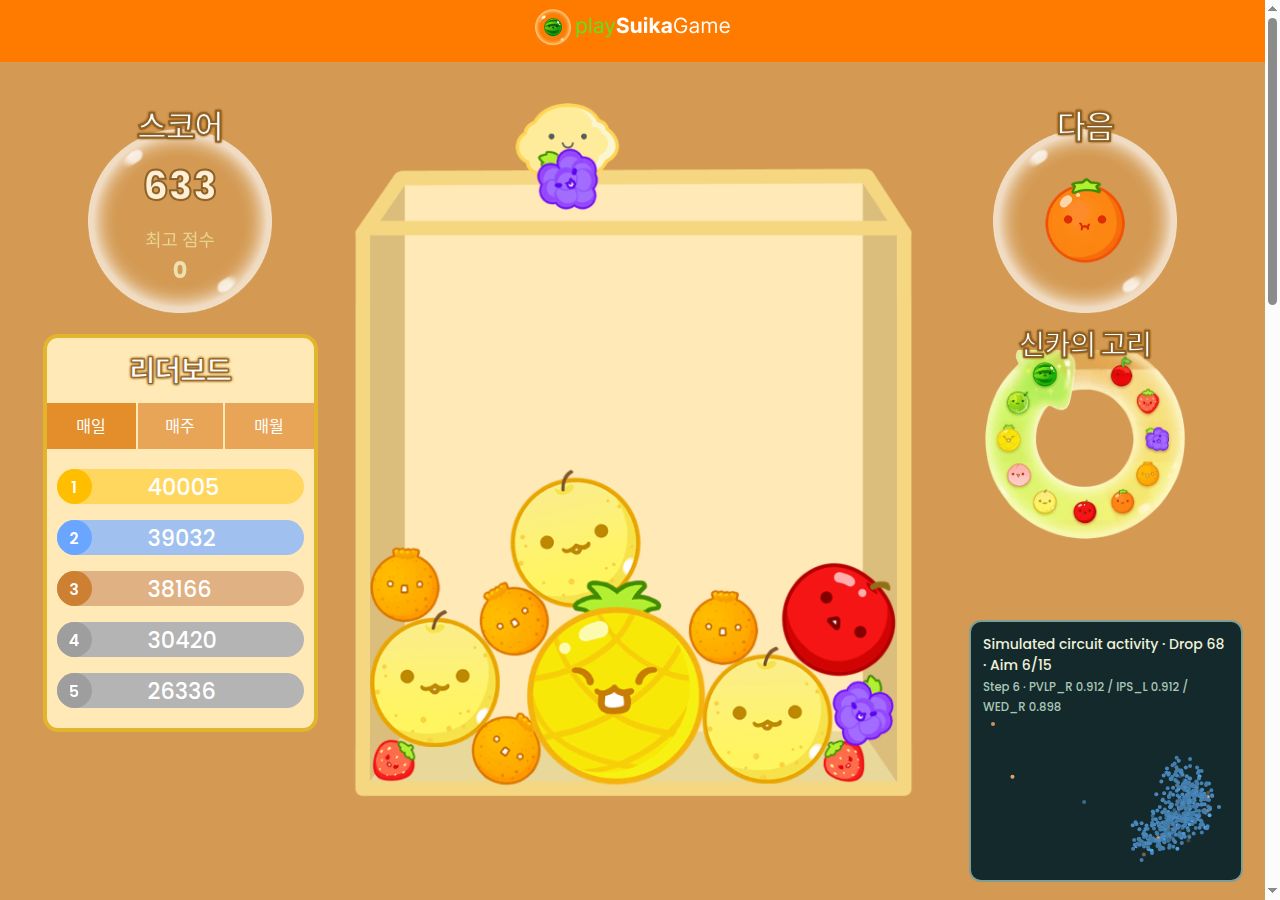 playSuikaGame
스코어
633
최고 점수
0
리더보드
매일
매주
매월
1 40005
2 39032
3 38166
4 30420
5 26336
다음
신카의 고리
Simulated circuit activity · Drop 68
· Aim 6/15
Step 6 · PVLP_R 0.912 / IPS_L 0.912 /
WED_R 0.898